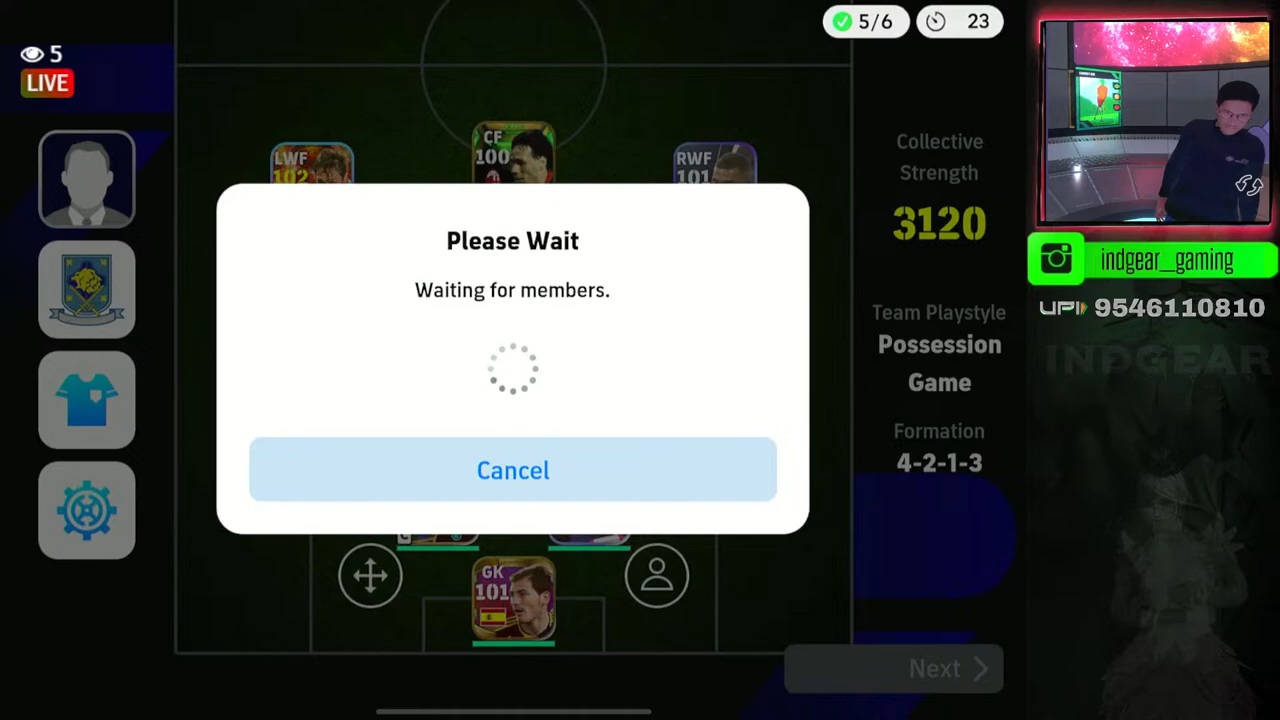 5/6
23
5
LIVE
LWF
102
CF
100
RWF
101
Collective
Strength
3120
Please Wait
Waiting for members.
Cancel
Team Playstyle
Possession
Game
Formation
4-2-1-3
GK
101
Next
indgear_gaming
UPI 9546110810
INDGEAR